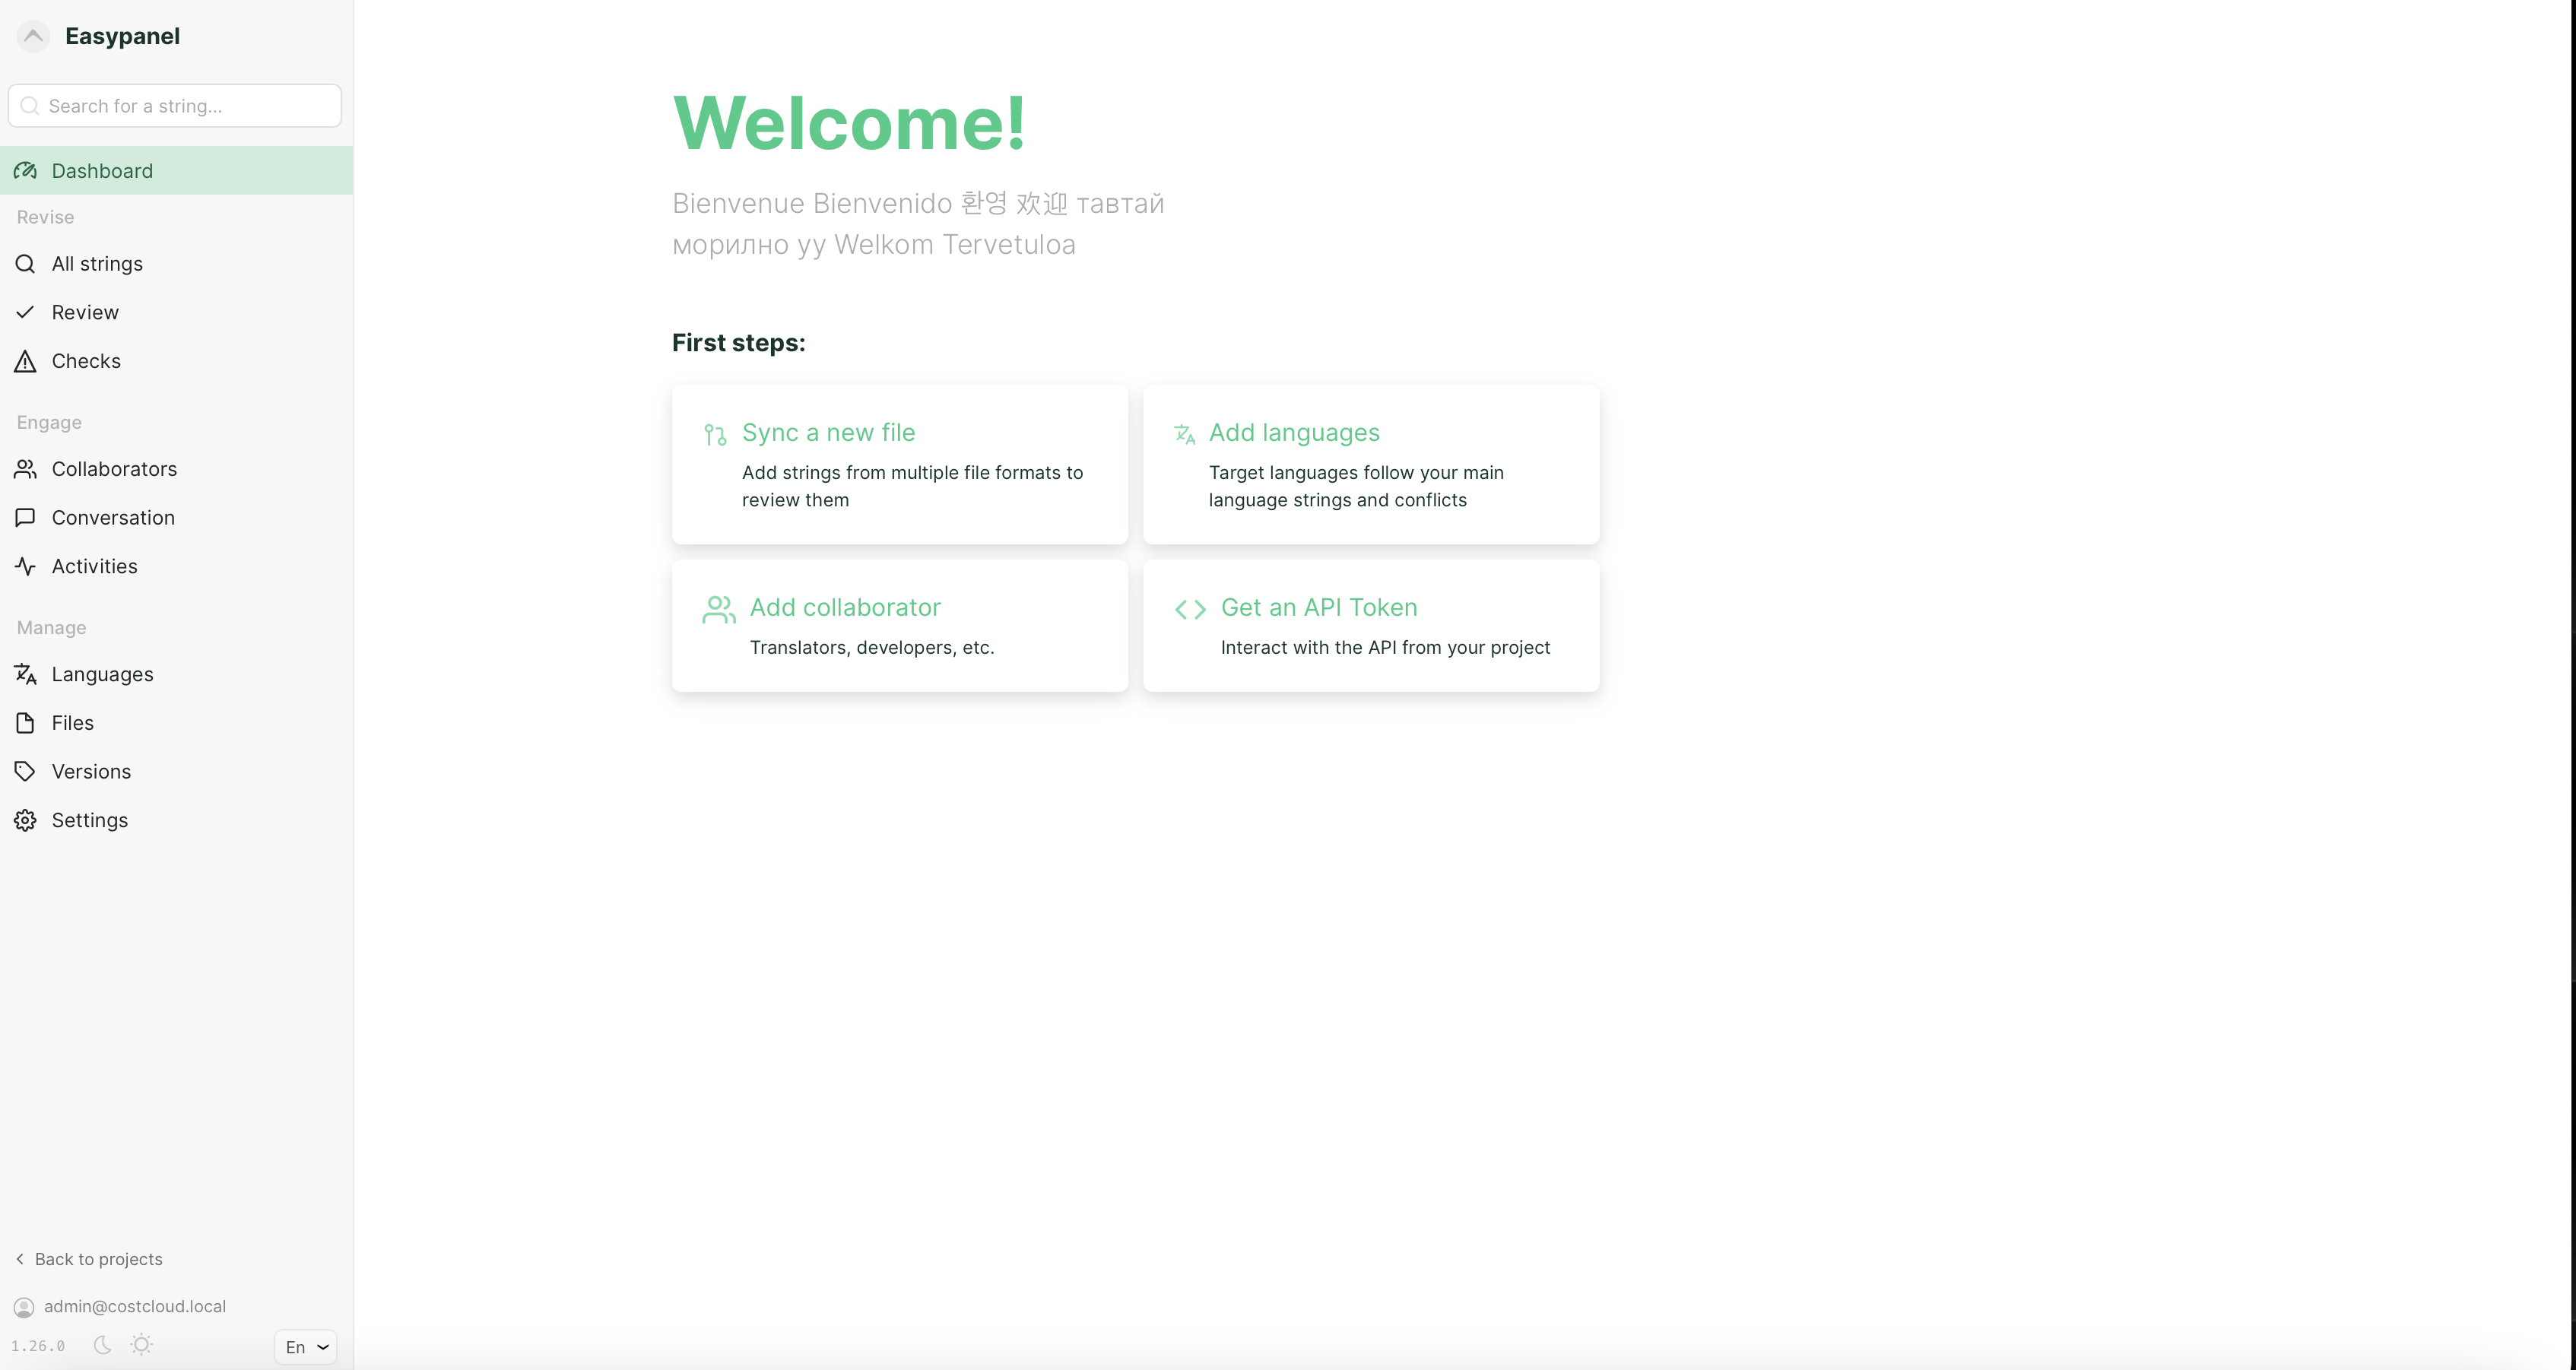 Easypanel
Search for a string...
Dashboard
Revise
All strings
Review
Checks
Engage
Collaborators
Conversation
Activities
Manage
Languages
Files
Versions
Settings
Back to projects
admin@costcloud.local
1.26.0
En
Welcome!
Bienvenue Bienvenido 환영 欢迎 тавтай
морилно уу Welkom Tervetuloa
First steps:
Sync a new file
Add strings from multiple file formats to
review them
Add languages
Target languages follow your main
language strings and conflicts
Add collaborator
Translators, developers, etc.
Get an API Token
Interact with the API from your project